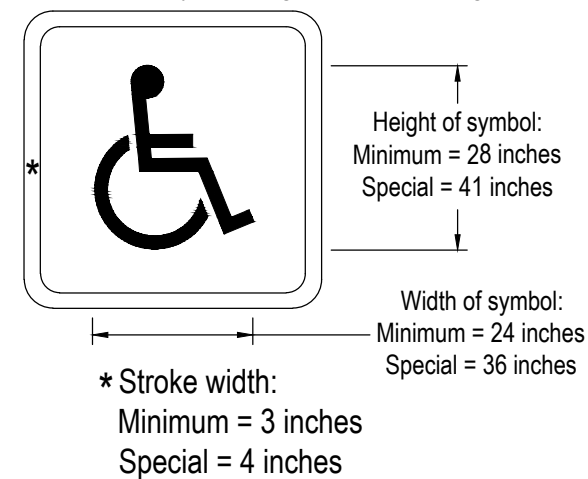 *
Height of symbol:
Minimum = 28 inches
Special = 41 inches
Width of symbol:
Minimum = 24 inches
Special = 36 inches
* Stroke width:
Minimum = 3 inches
Special = 4 inches